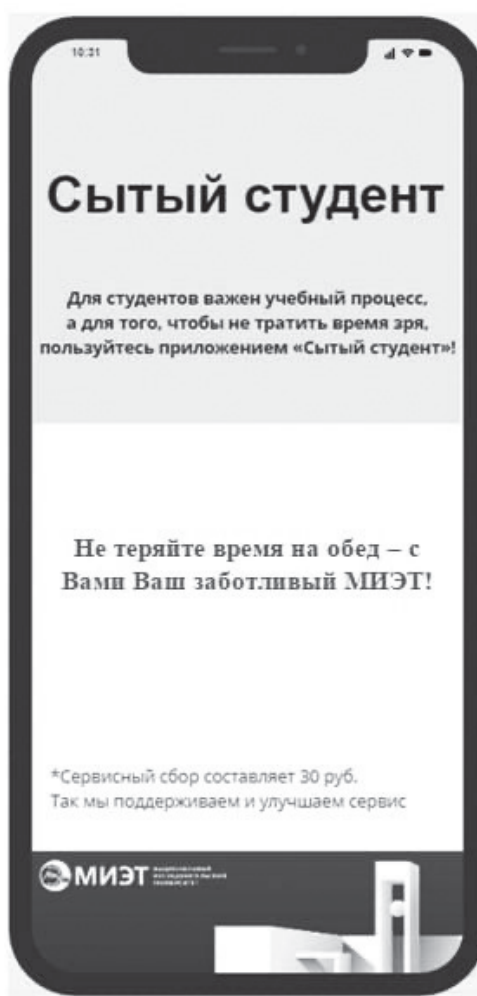 10:31
Сытый студент
Для студентов важен учебный процесс,
а для того, чтобы не тратить время зря,
пользуйтесь приложением «Сытый студент»!
Не теряйте время на обед – с
Вами Ваш заботливый МИЭТ!
*Сервисный сбор составляет 30 руб.
Так мы поддерживаем и улучшаем сервис
МИЭТ